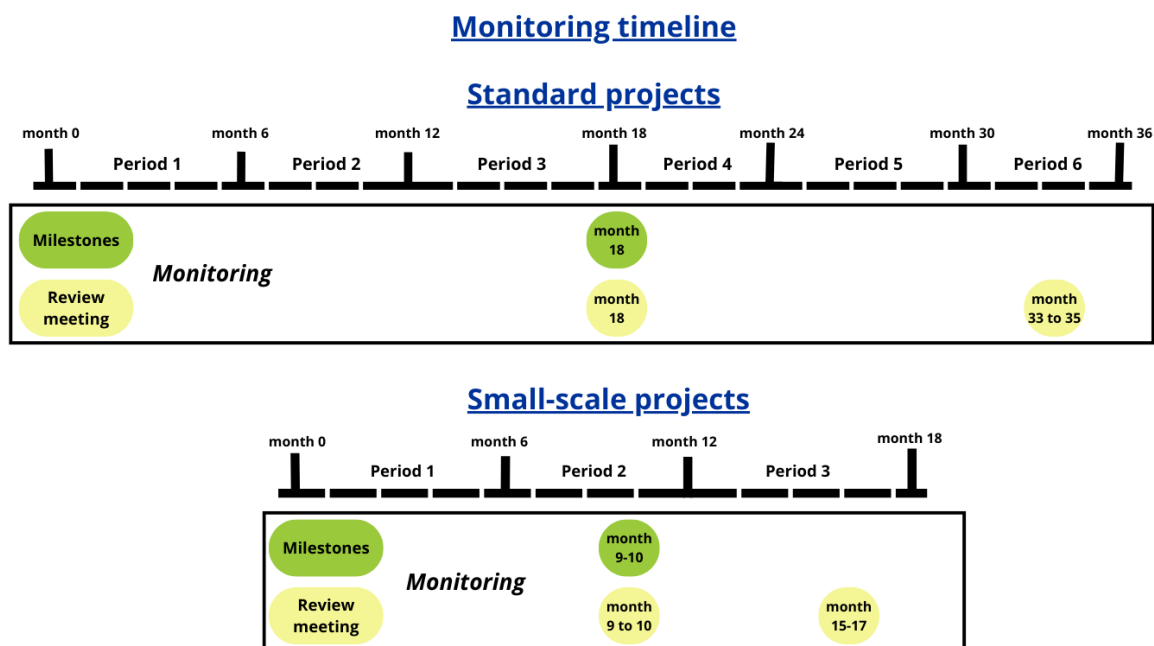 Monitoring timeline
Standard projects
month 0 month 6 month 12 month 18 month 24 month 30 month 36
Period 1 Period 2 Period 3 Period 4 Period 5 Period 6
Milestones
month
18
Monitoring
Review
meeting
month
18
month
33 to 35
Small-scale projects
month 0 month 6 month 12 month 18
Period 1 Period 2 Period 3
Milestones
month
9-10
Monitoring
Review
meeting
month
9 to 10
month
15-17